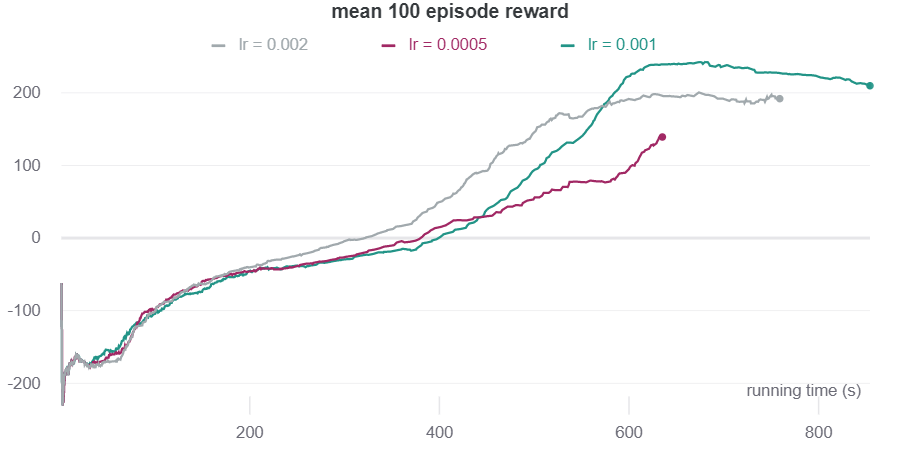 mean 100 episode reward
lr = 0.002 lr = 0.0005 lr = 0.001
200
100
0
-100
-200
running time (s)
200 400 600 800